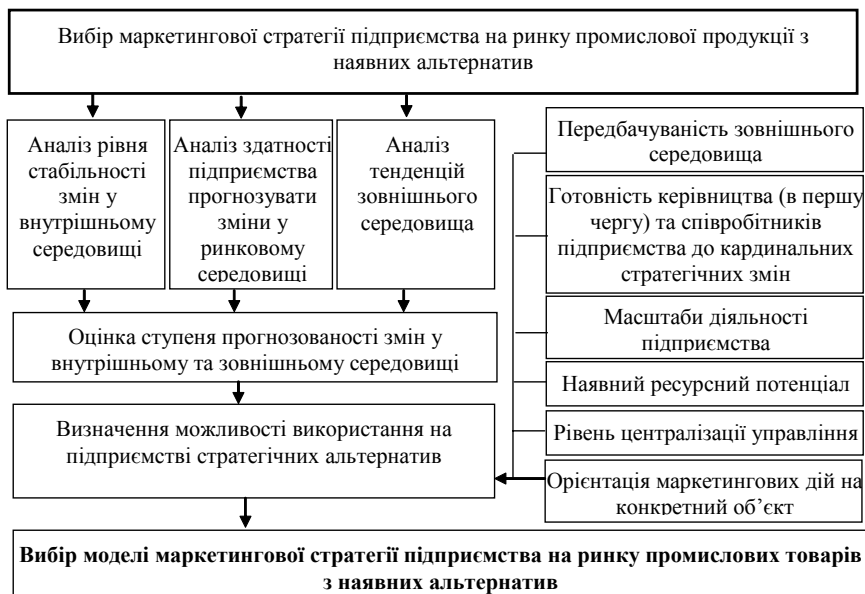 Вибір маркетингової стратегії підприємства на ринку промислової продукції з
наявних альтернатив
Аналіз рівня
стабільності
змін у
внутрішньому
середовищі
Аналіз здатності
підприємства
прогнозувати
зміни у
ринковому
середовищі
Аналіз
тенденцій
зовнішнього
середовища
Оцінка ступеня прогнозованості змін у
внутрішньому та зовнішньому середовищі
Визначення можливості використання на
підприємстві стратегічних альтернатив
Передбачуваність зовнішнього
середовища
Готовність керівництва (в першу
чергу) та співробітників
підприємства до кардинальних
стратегічних змін
Масштаби діяльності
підприємства
Наявний ресурсний потенціал
Рівень централізації управління
Орієнтація маркетингових дій на
конкретний об’єкт
Вибір моделі маркетингової стратегії підприємства на ринку промислових товарів
з наявних альтернатив